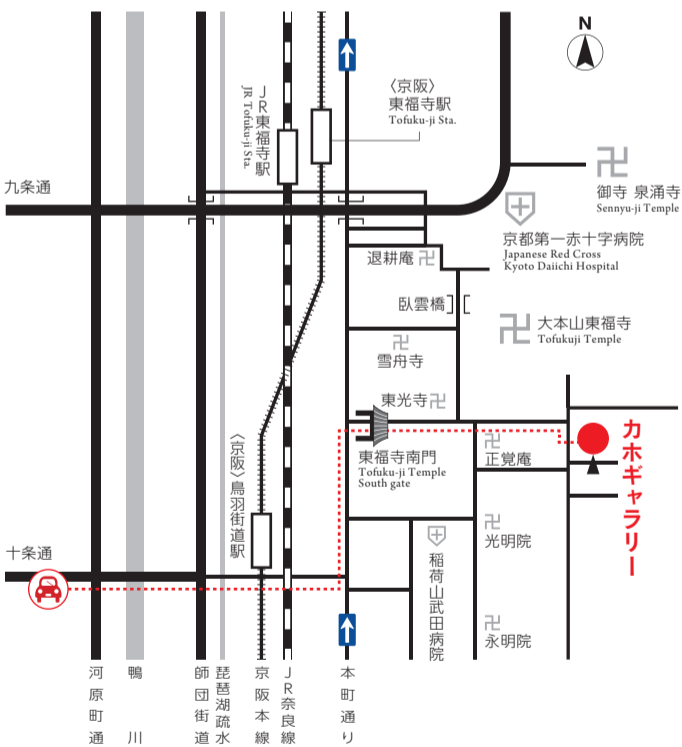 N
〈京阪〉
東福寺駅
Tofuku-ji Sta.
JR東福寺駅
JR Tofuku-ji Sta.
九条通
御寺 泉涌寺
Sennyu-ji Temple
京都第一赤十字病院
Japanese Red Cross
Kyoto Daiichi Hospital
退耕庵
臥雲橋
大本山東福寺
Tofukuji Temple
雪舟寺
東光寺
カホギャラリー
正覚庵
東福寺南門
Tofuku-ji Temple
South gate
〈京阪〉鳥羽街道駅
光明院
十条通
稲荷山武田病院
永明院
河原町通
鴨川
師団街道
琵琶湖疏水
京阪本線
JR奈良線
本町通り